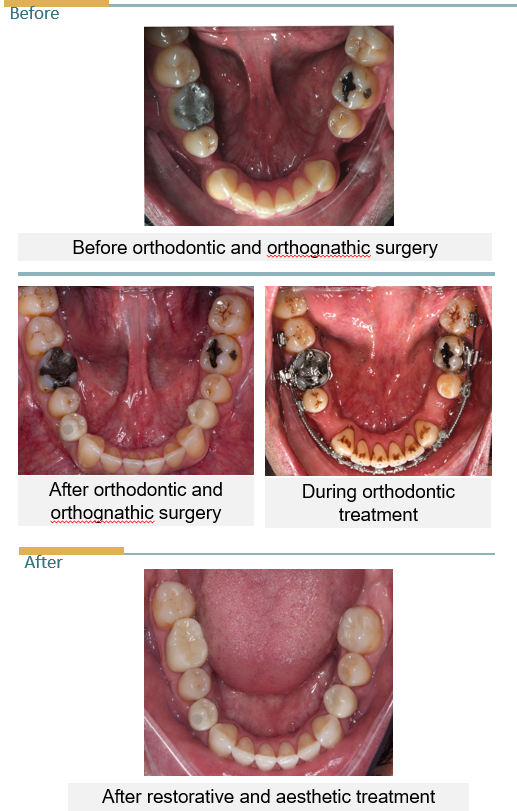 Before
Before orthodontic and orthognathic surgery
After orthodontic and
orthognathic surgery
During orthodontic
treatment
After
After restorative and aesthetic treatment